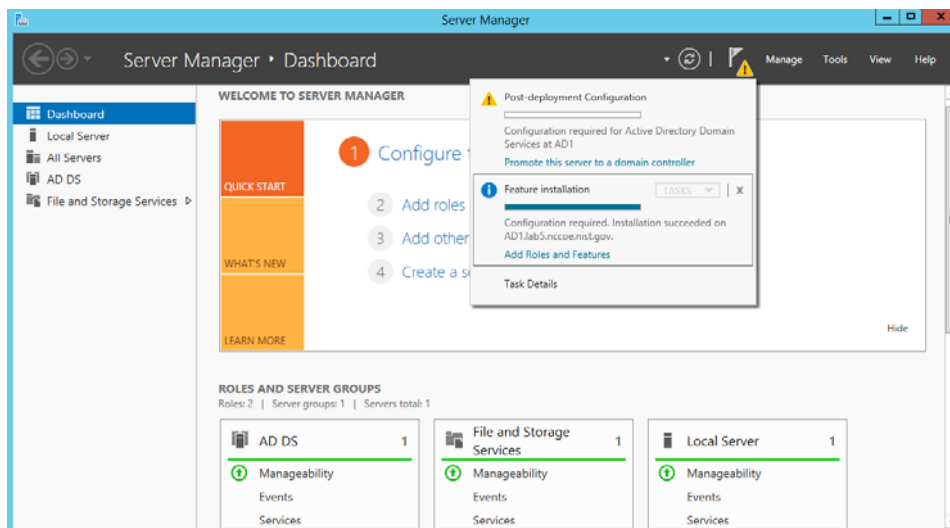 Server Manager
Server Manager • Dashboard
Manage Tools View Help
Dashboard
Local Server
All Servers
AD DS
File and Storage Services
WELCOME TO SERVER MANAGER
QUICK START
WHAT'S NEW
LEARN MORE
1 Configure
2 Add roles
3 Add other
4 Create a
Hide
Post-deployment Configuration
Configuration required for Active Directory Domain
Services at AD1
Promote this server to a domain controller
Feature installation
TASKS
X
Configuration required. Installation succeeded on
AD1.lab5.nccoe.nist.gov.
Add Roles and Features
Task Details
ROLES AND SERVER GROUPS
Roles: 2 | Server groups: 1 | Servers total: 1
AD DS 1
Manageability
Events
Services
File and Storage
Services 1
Manageability
Events
Services
Local Server 1
Manageability
Events
Services